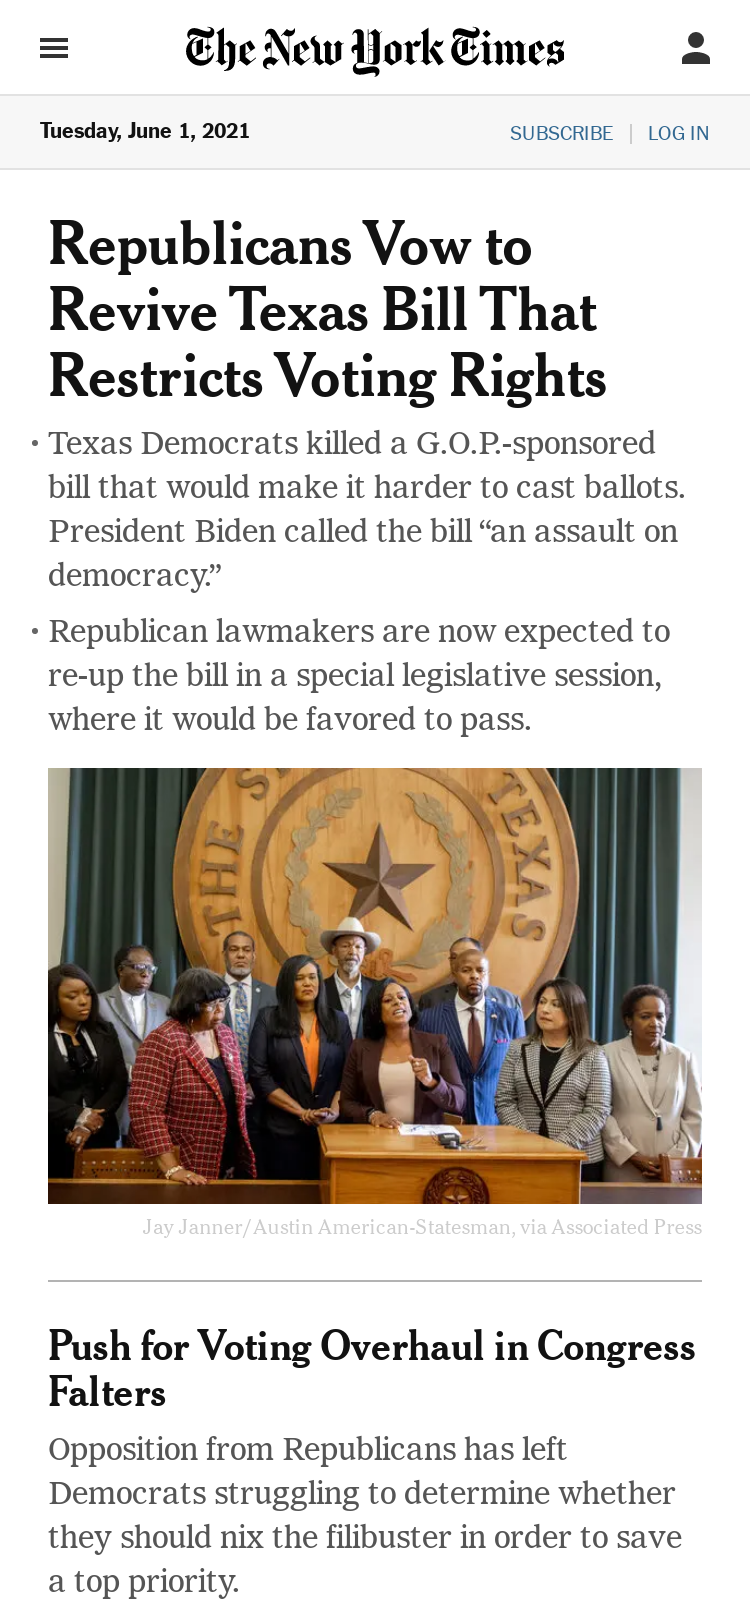 The New York Times
Tuesday, June 1, 2021
SUBSCRIBE | LOG IN
Republicans Vow to
Revive Texas Bill That
Restricts Voting Rights
• Texas Democrats killed a G.O.P.-sponsored
bill that would make it harder to cast ballots.
President Biden called the bill “an assault on
democracy.”
• Republican lawmakers are now expected to
re-up the bill in a special legislative session,
where it would be favored to pass.
THE S TEXAS
Jay Janner/Austin American-Statesman, via Associated Press
Push for Voting Overhaul in Congress
Falters
Opposition from Republicans has left
Democrats struggling to determine whether
they should nix the filibuster in order to save
a top priority.